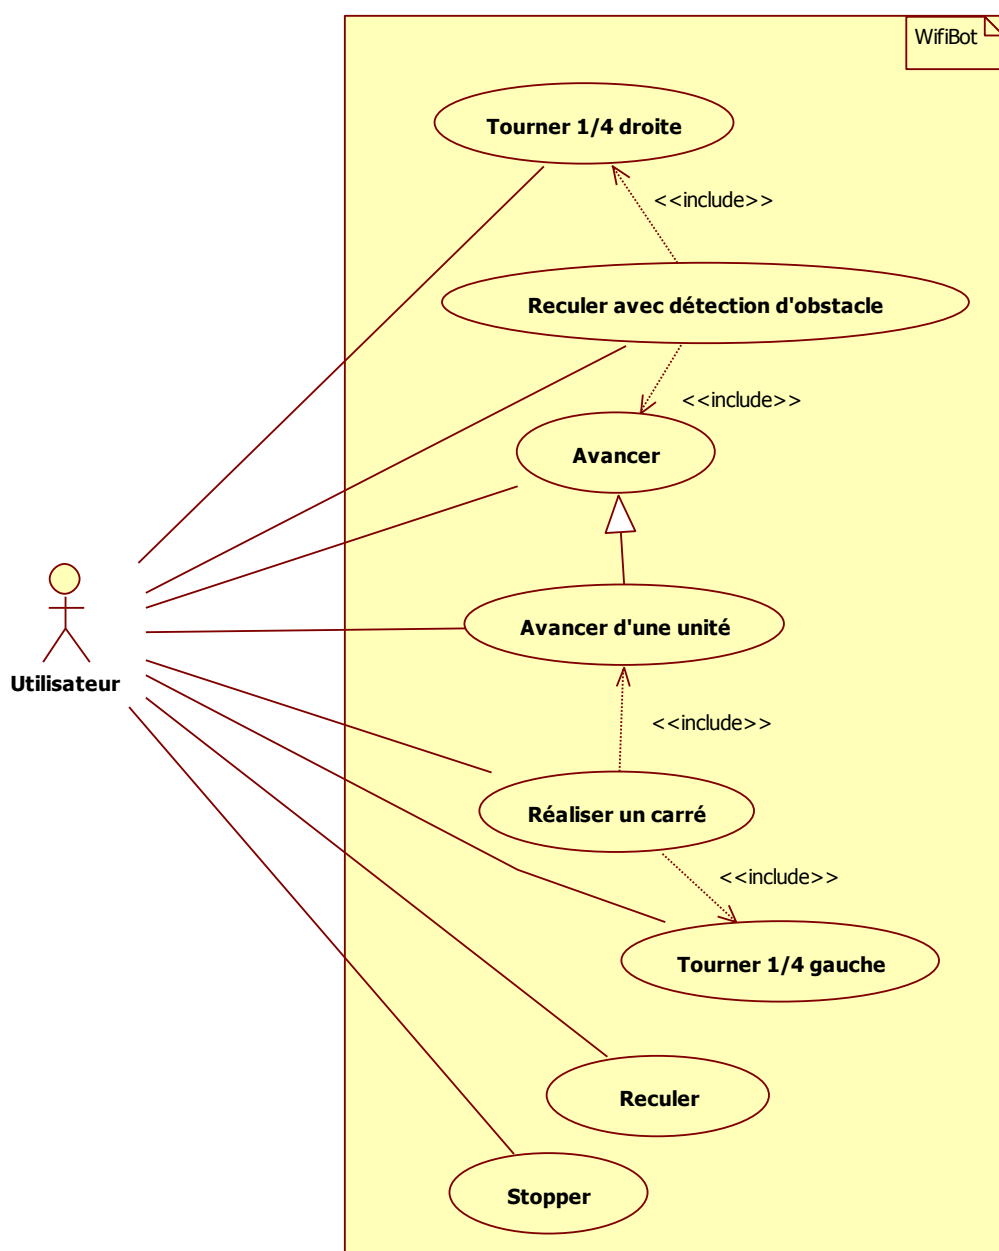 WifiBot
Tourner 1/4 droite
<<include>>
Reculer avec détection d'obstacle
<<include>>
Avancer
Avancer d'une unité
Utilisateur
<<include>>
Réaliser un carré
<<include>>
Tourner 1/4 gauche
Reculer
Stopper